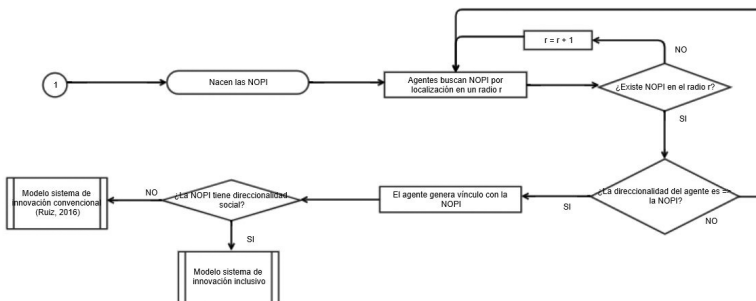 1
Nacen las NOPI
Agentes buscan NOPI por
localización en un radio r
r = r + 1
NO
¿Existe NOPI en el radio r?
SI
¿La direccionalidad del agente es ==
la NOPI?
NO
SI
El agente genera vínculo con la
NOPI
¿La NOPI tiene direccionalidad
social?
NO
SI
Modelo sistema de
innovación convencional
(Ruiz, 2016)
Modelo sistema de
innovación inclusivo